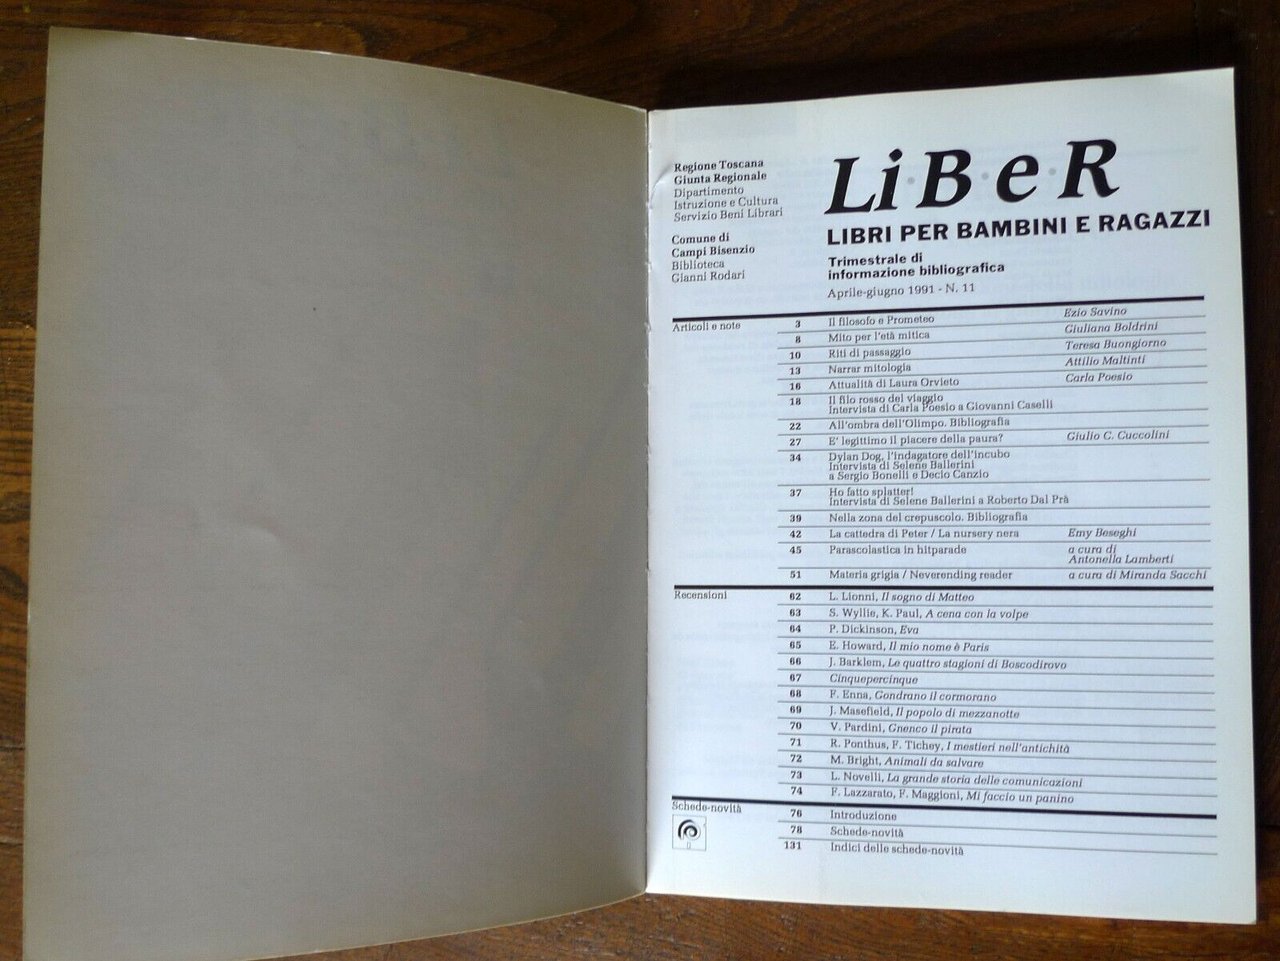 Regione Toscana
Giunta Regionale
Dipartimento
Istruzione e Cultura
Servizio Beni Librari
Comune di
Campi Bisenzio
Biblioteca
Gianni Rodari
Li·B·e·R
LIBRI PER BAMBINI E RAGAZZI
Trimestrale di
informazione bibliografica
Aprile-giugno 1991 - N. 11
Articoli e note
3 Il filosofo e Prometeo Ezio Savino
8 Mito per l'età mitica Giuliana Boldrini
10 Riti di passaggio Teresa Buongiorno
13 Narrar mitologia Attilio Maltinti
16 Attualità di Laura Orvieto Carla Poesio
18 Il filo rosso del viaggio
Intervista di Carla Poesio a Giovanni Caselli
22 All'ombra dell'Olimpo. Bibliografia
27 E' legittimo il piacere della paura? Giulio C. Cuccolini
34 Dylan Dog, l'indagatore dell'incubo
Intervista di Selene Ballerini
a Sergio Bonelli e Decio Canzio
37 Ho fatto splatter!
Intervista di Selene Ballerini a Roberto Dal Prà
39 Nella zona del crepuscolo. Bibliografia
42 La cattedra di Peter / La nursery nera Emy Beseghi
45 Parascolastica in hitparade a cura di
Antonella Lamberti
51 Materia grigia / Neverending reader a cura di Miranda Sacchi
Recensioni
62 L. Lionni, Il sogno di Matteo
63 S. Wyllie, K. Paul, A cena con la volpe
64 P. Dickinson, Eva
65 E. Howard, Il mio nome è Paris
66 J. Barklem, Le quattro stagioni di Boscodirovo
67 Cinquepercinque
68 F. Enna, Gondrano il cormorano
69 J. Masefield, Il popolo di mezzanotte
70 V. Pardini, Gnenco il pirata
71 R. Ponthus, F. Tichey, I mestieri nell'antichità
72 M. Bright, Animali da salvare
73 L. Novelli, La grande storia delle comunicazioni
74 F. Lazzarato, F. Maggioni, Mi faccio un panino
Schede-novità
76 Introduzione
78 Schede-novità
131 Indici delle schede-novità